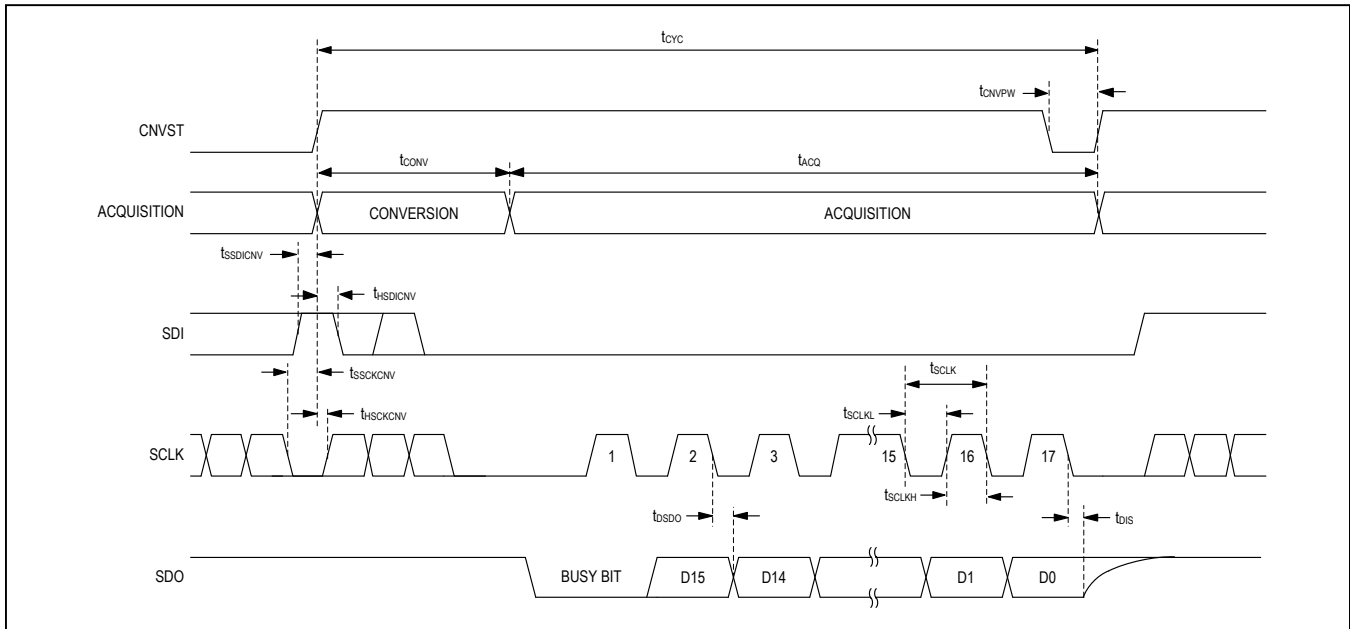 tCYC
tCNVPW
CNVST
tCONV
tACQ
ACQUISITION
CONVERSION
ACQUISITION
tSSDICNV
tHSDICNV
SDI
tSSCKCNV
tSCLK
tHSCKCNV
tSCLKL
SCLK
1
2
3
15
16
17
tSCLKH
tDSDO
tDIS
SDO
BUSY BIT
D15
D14
D1
D0